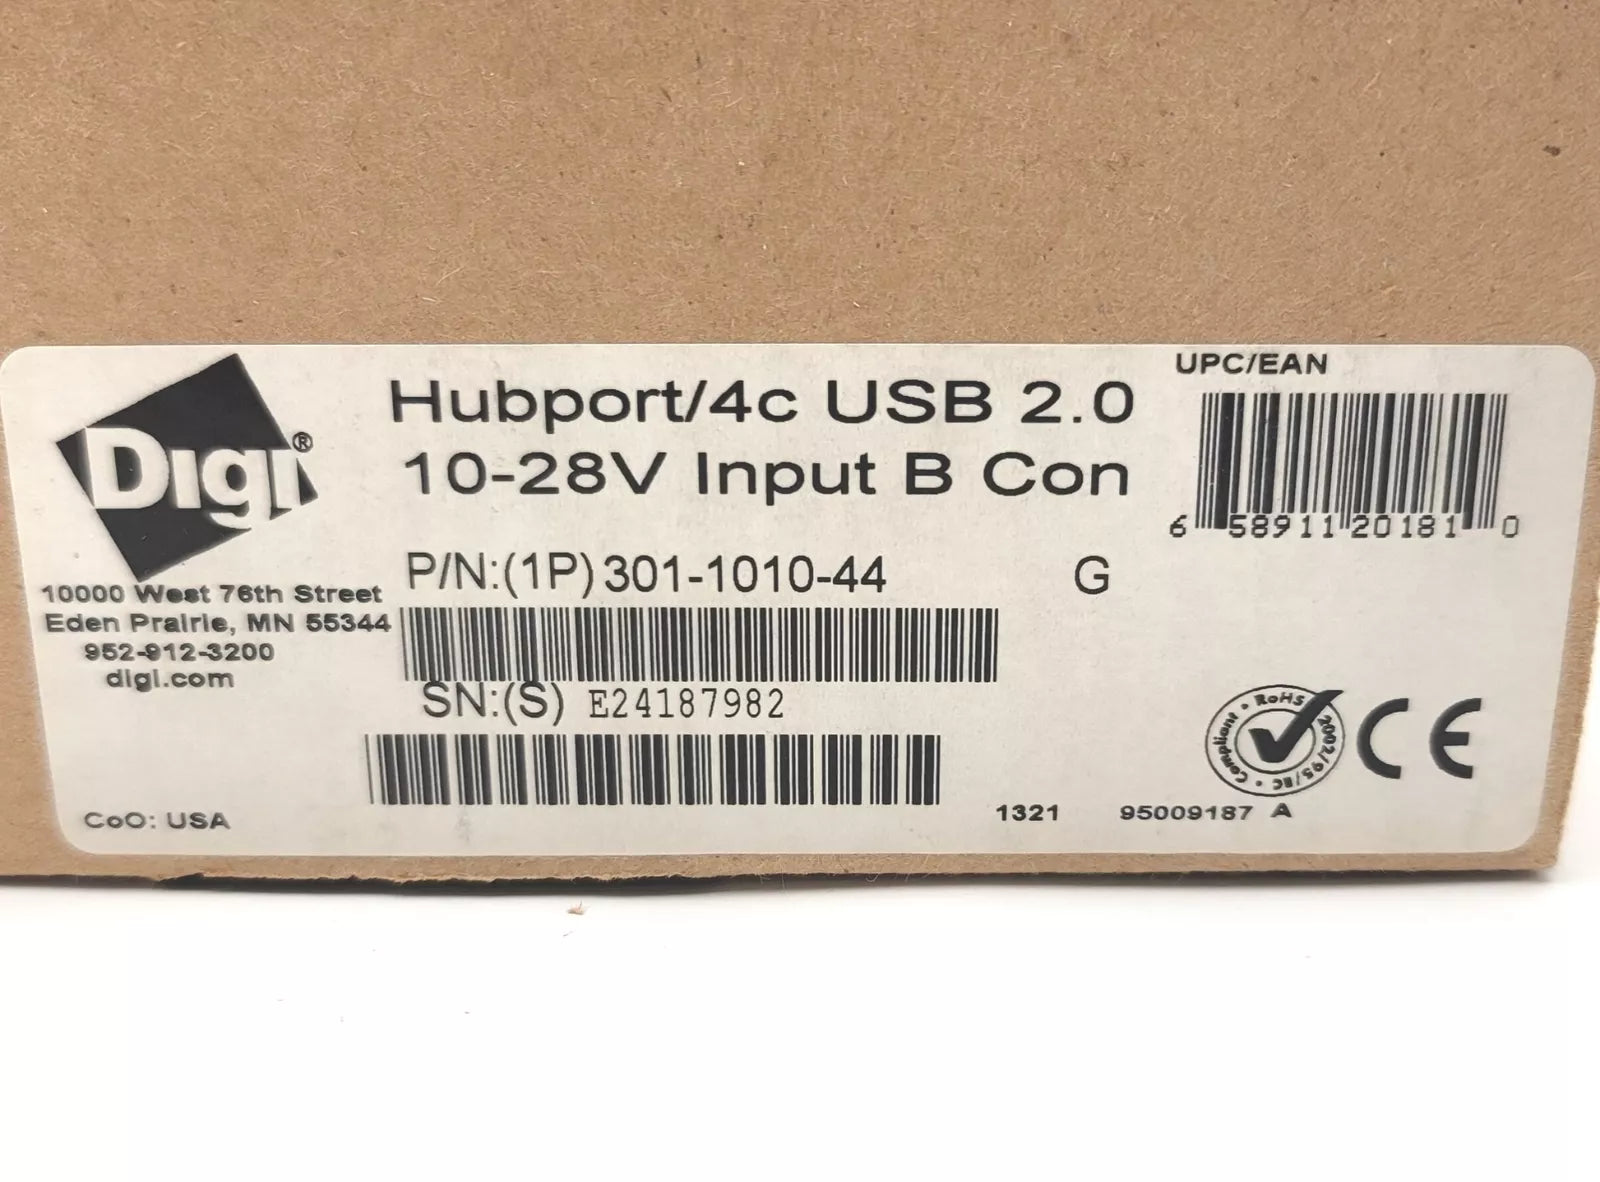 Digi®
10000 West 76th Street
Eden Prairie, MN 55344
952-912-3200
digi.com
CoO: USA
Hubport/4c USB 2.0
10-28V Input B Con
P/N:(1P)301-1010-44 G
SN:(S) E24187982
UPC/EAN
6 58911 20181 0
RoHS 2002/95/EC Compliant
CE
1321 95009187 A